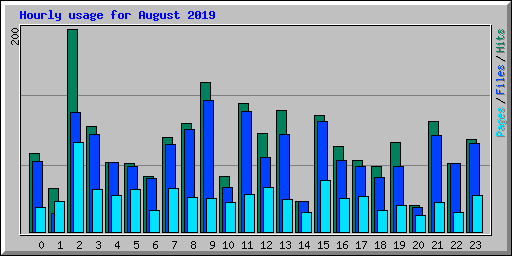 Hourly usage for August 2019
200
Pages/Files/Hits
0 1 2 3 4 5 6 7 8 9 10 11 12 13 14 15 16 17 18 19 20 21 22 23